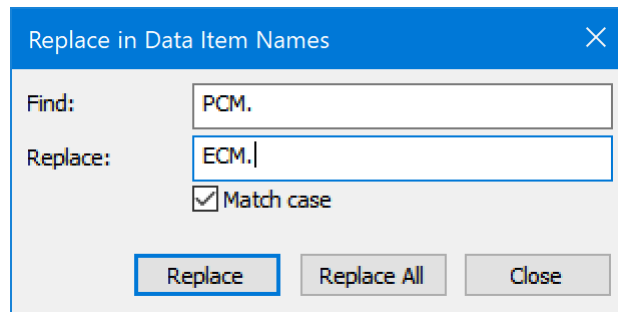 Replace in Data Item Names
Find: PCM.
Replace: ECM.
Match case
Replace Replace All Close